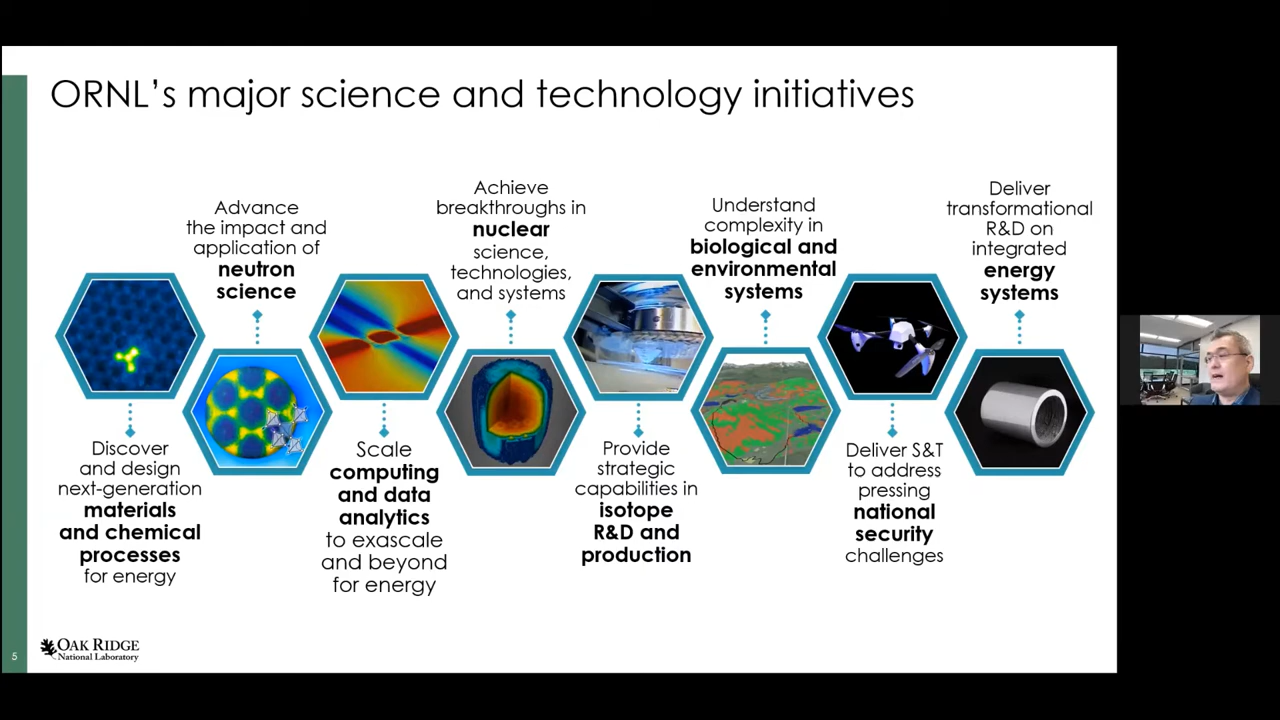 ORNL's major science and technology initiatives
Discover
and design
next-generation
materials
and chemical
processes
for energy
Advance
the impact and
application of
neutron
science
Scale
computing
and data
analytics
to exascale
and beyond
for energy
Achieve
breakthroughs in
nuclear
science,
technologies,
and systems
Provide
strategic
capabilities in
isotope
R&D and
production
Understand
complexity in
biological and
environmental
systems
Deliver S&T
to address
pressing
national
security
challenges
Deliver
transformational
R&D on
integrated
energy
systems
5
OAK RIDGE
National Laboratory